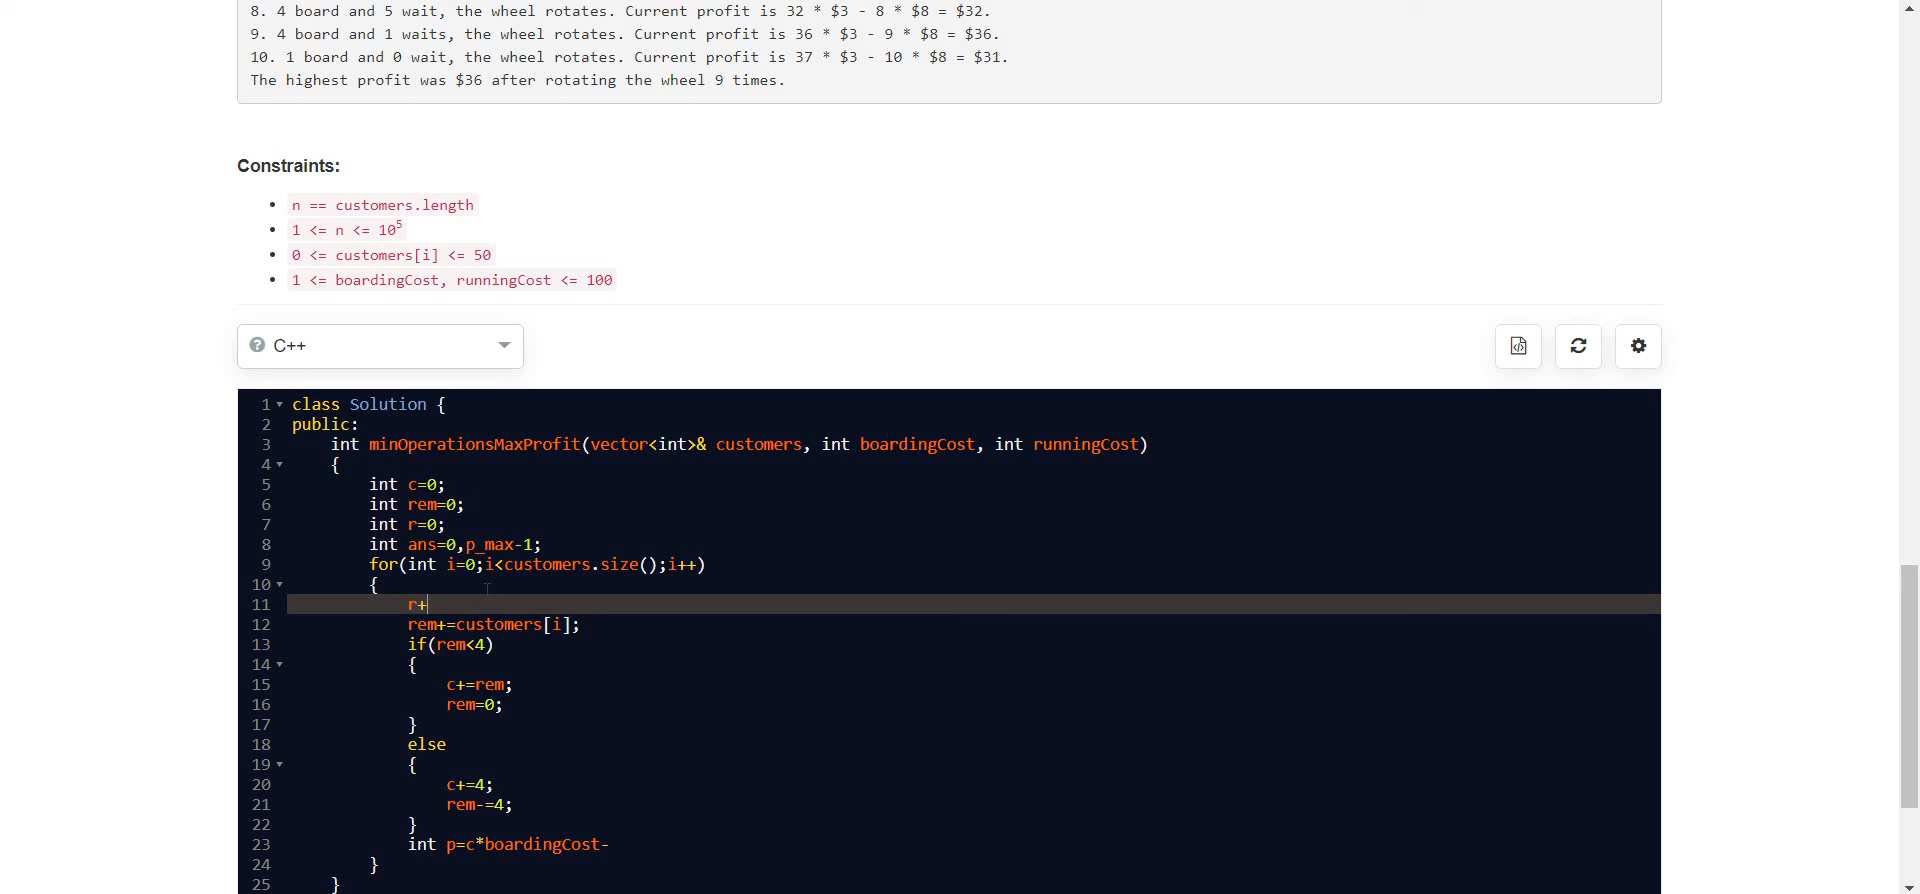 8. 4 board and 5 wait, the wheel rotates. Current profit is 32 * $3 - 8 * $8 = $32.
9. 4 board and 1 waits, the wheel rotates. Current profit is 36 * $3 - 9 * $8 = $36.
10. 1 board and 0 wait, the wheel rotates. Current profit is 37 * $3 - 10 * $8 = $31.
The highest profit was $36 after rotating the wheel 9 times.
Constraints:
• n == customers.length
• 1 <= n <= 10⁵
• 0 <= customers[i] <= 50
• 1 <= boardingCost, runningCost <= 100
? C++
1 class Solution {
2 public:
3 int minOperationsMaxProfit(vector<int>& customers, int boardingCost, int runningCost)
4 {
5 int c=0;
6 int rem=0;
7 int r=0;
8 int ans=0,p_max-1;
9 for(int i=0;i<customers.size();i++)
10 {
11 r+
12 rem+=customers[i];
13 if(rem<4)
14 {
15 c+=rem;
16 rem=0;
17 }
18 else
19 {
20 c+=4;
21 rem-=4;
22 }
23 int p=c*boardingCost-
24 }
25 }